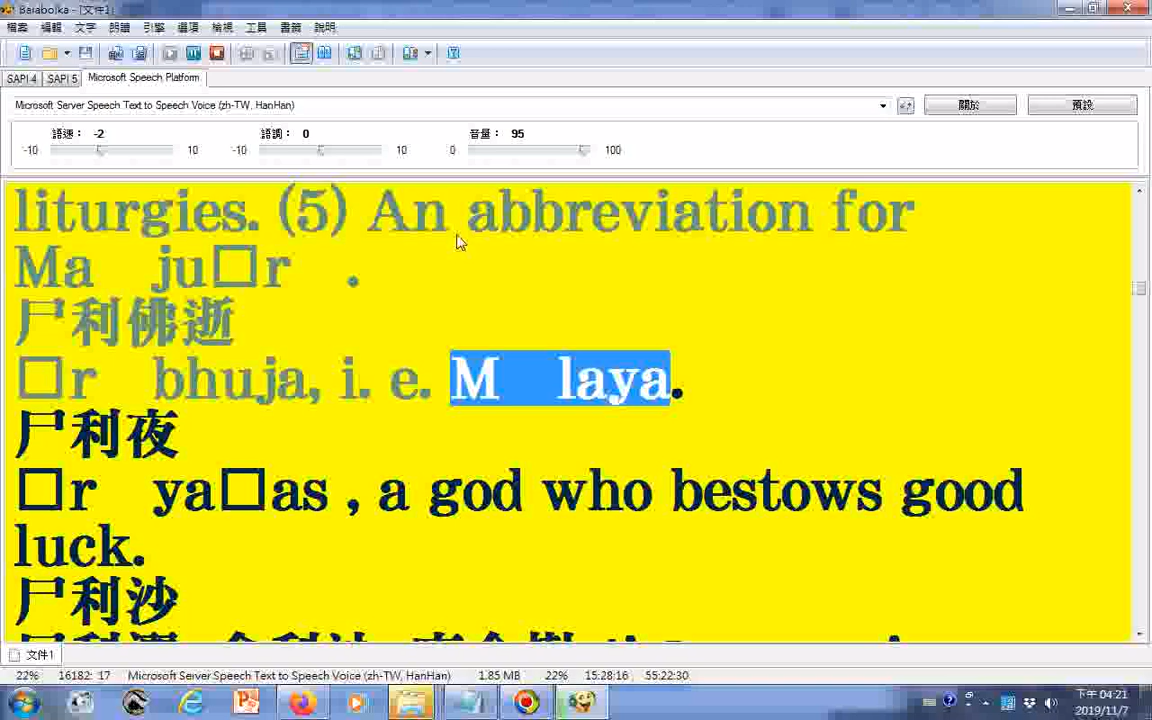 Balabolka - [文件1]
檔案 編輯 文字 朗讀 引擎 選項 檢視 工具 書籤 說明
SAPI 4 SAPI 5 Microsoft Speech Platform
Microsoft Server Speech Text to Speech Voice (zh-TW, HanHan) 關於 預設
語速： -2 語調： 0 音量： 95
-10 10 -10 10 0 100
liturgies. (5) An abbreviation for
Ma ju□r .
尸利佛逝
□r bhuja, i. e. M laya.
尸利夜
□r ya□as , a god who bestows good
luck.
尸利沙
文件1
22% 16182: 17 Microsoft Server Speech Text to Speech Voice (zh-TW, HanHan) 1.85 MB 22% 15:28:16 55:22:30
下午 04:21
2019/11/7